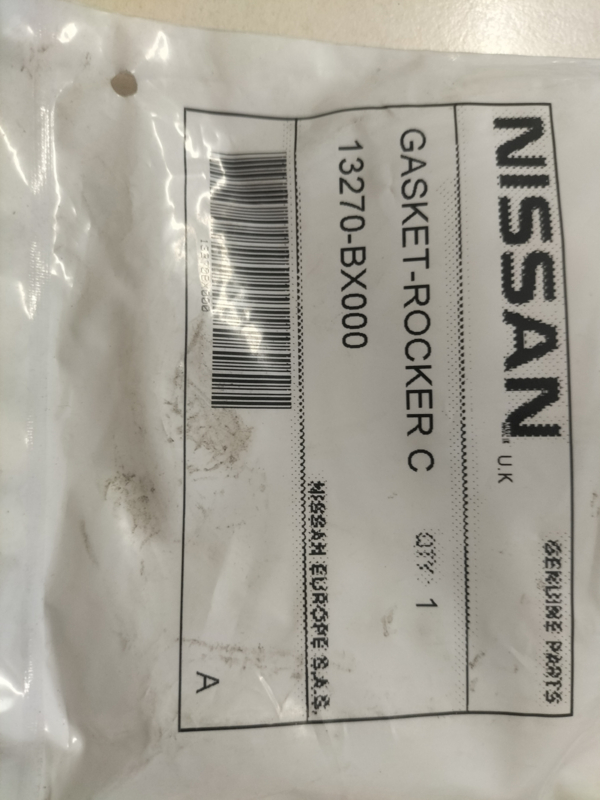 NISSAN
U.K
GENUINE PARTS
GASKET-ROCKER C QTY: 1
13270-BX000
NISSAN EUROPE S.A.S.
A